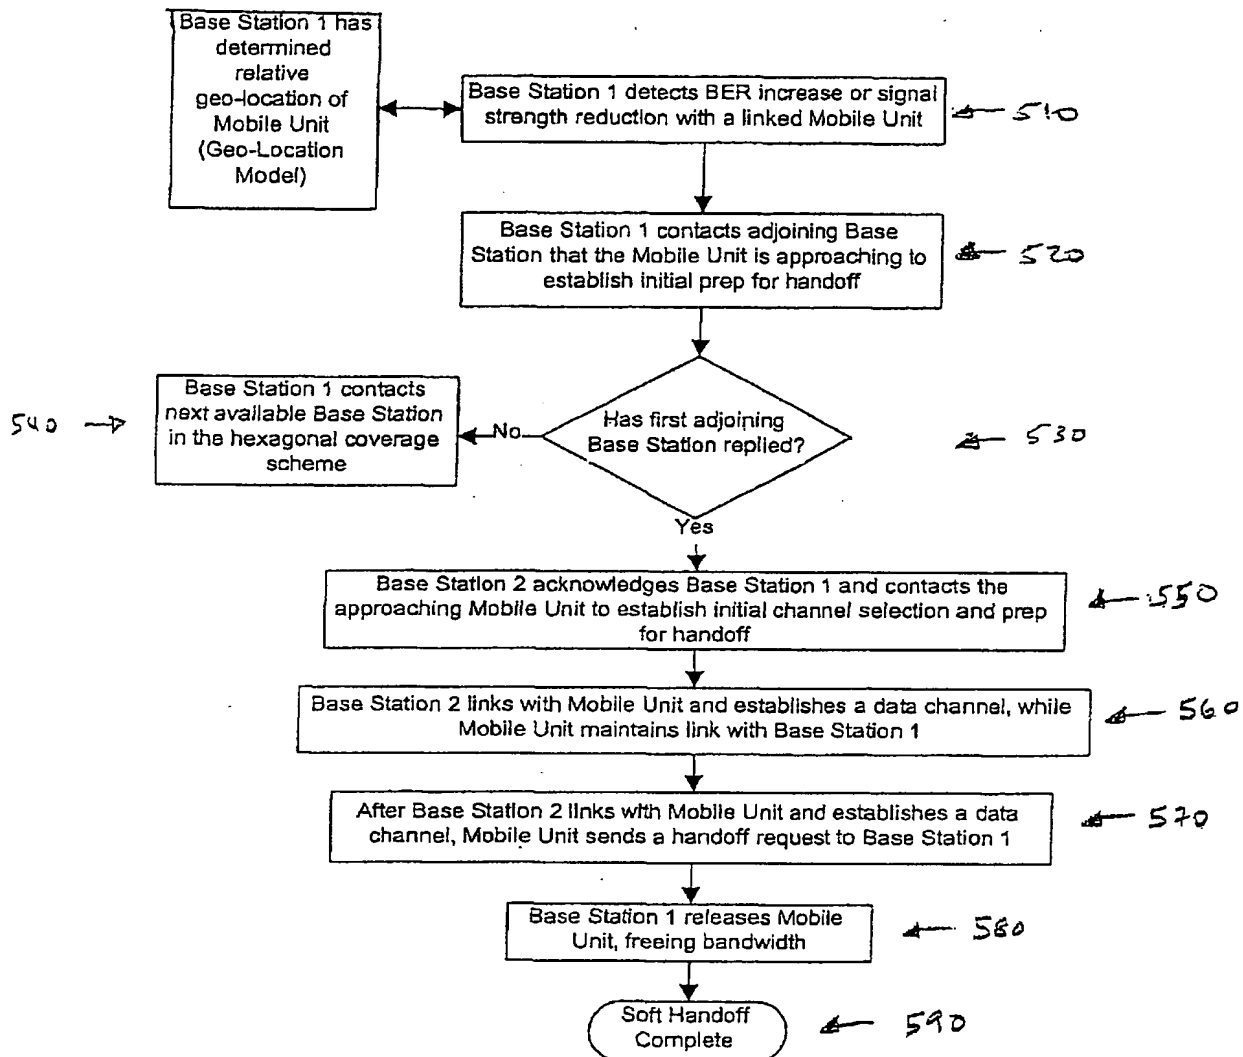 Base Station 1 has
determined
relative
geo-location of
Mobile Unit
(Geo-Location
Model)
Base Station 1 detects BER increase or signal
strength reduction with a linked Mobile Unit
510
Base Station 1 contacts adjoining Base
Station that the Mobile Unit is approaching to
establish initial prep for handoff
520
Has first adjoining
Base Station replied?
530
No
Base Station 1 contacts
next available Base Station
in the hexagonal coverage
scheme
540
Yes
Base Station 2 acknowledges Base Station 1 and contacts the
approaching Mobile Unit to establish initial channel selection and prep
for handoff
550
Base Station 2 links with Mobile Unit and establishes a data channel, while
Mobile Unit maintains link with Base Station 1
560
After Base Station 2 links with Mobile Unit and establishes a data
channel, Mobile Unit sends a handoff request to Base Station 1
570
Base Station 1 releases Mobile
Unit, freeing bandwidth
580
Soft Handoff
Complete
590